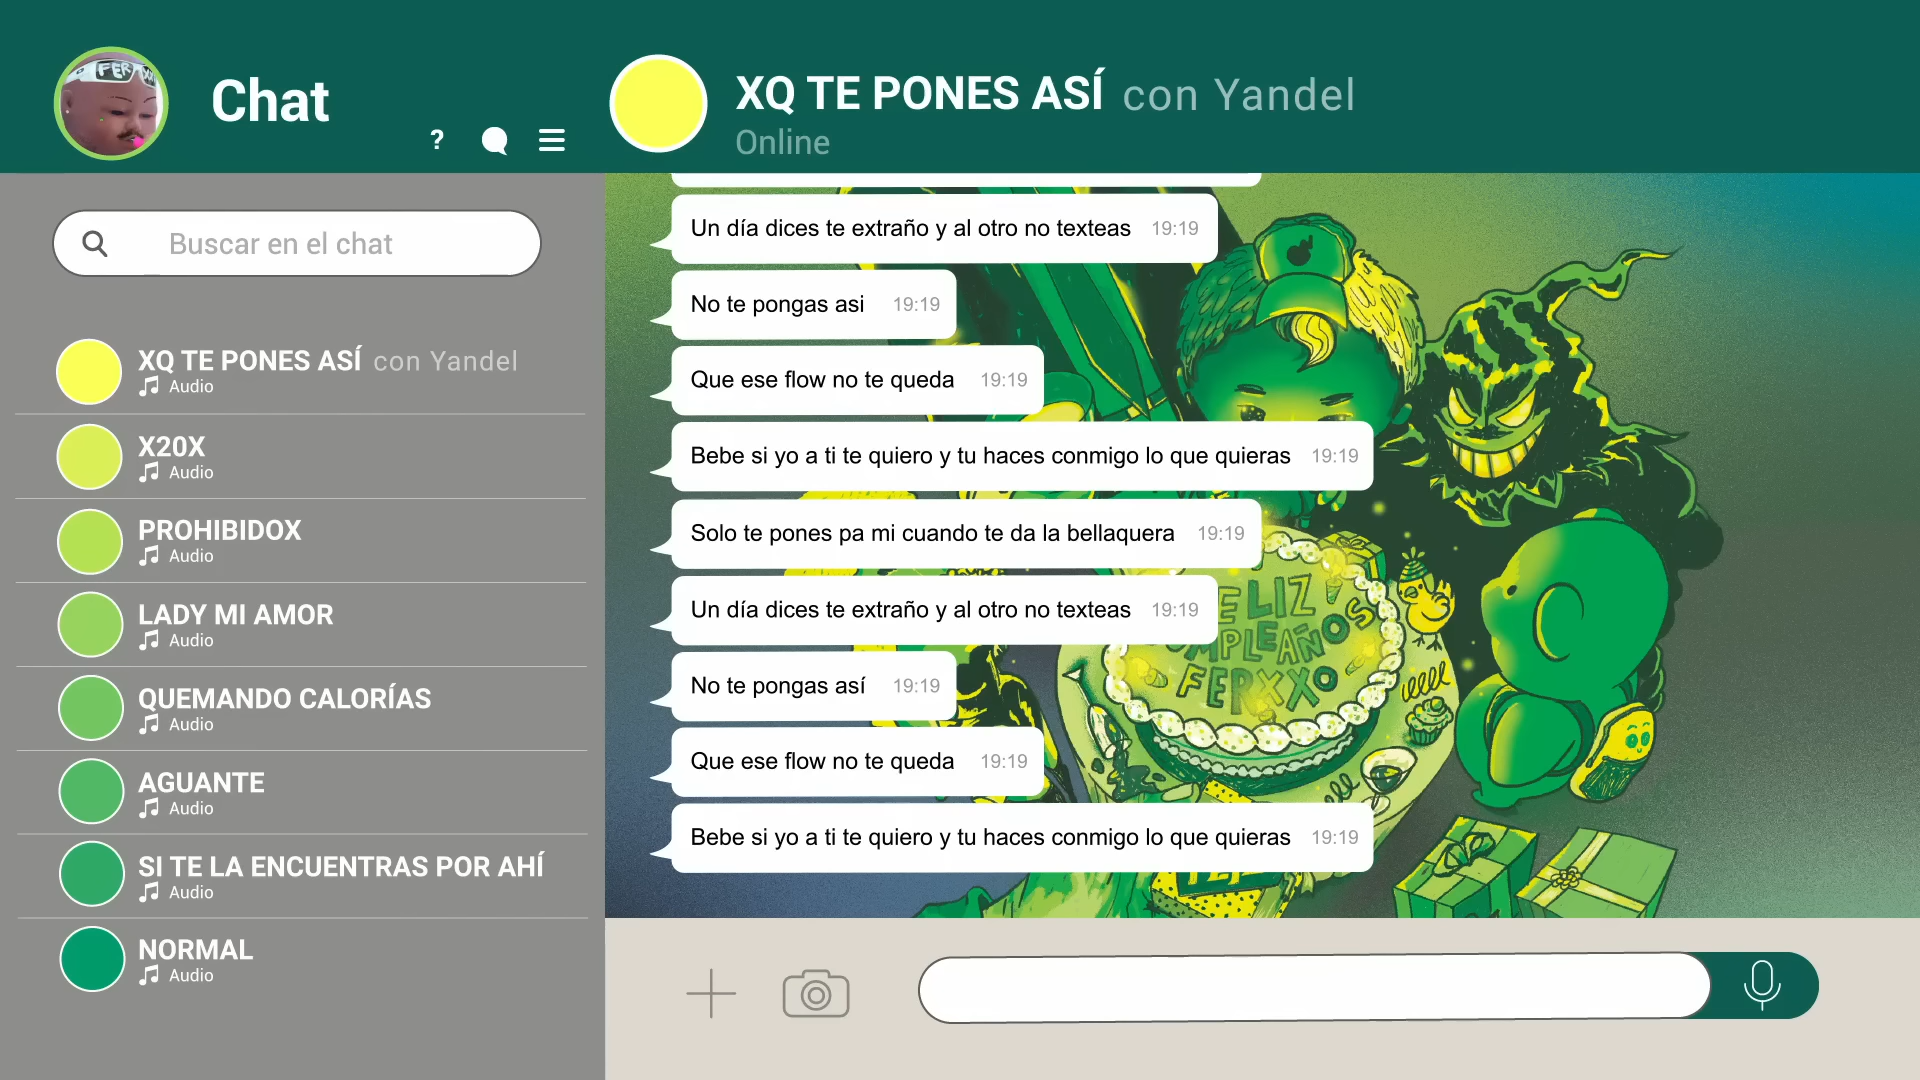 FERXX
Chat
?
XQ TE PONES ASÍ con Yandel
Online
Buscar en el chat
XQ TE PONES ASÍ con Yandel
Audio
X20X
Audio
PROHIBIDOX
Audio
LADY MI AMOR
Audio
QUEMANDO CALORÍAS
Audio
AGUANTE
Audio
SI TE LA ENCUENTRAS POR AHÍ
Audio
NORMAL
Audio
Un día dices te extraño y al otro no texteas 19:19
No te pongas asi 19:19
Que ese flow no te queda 19:19
Bebe si yo a ti te quiero y tu haces conmigo lo que quieras 19:19
Solo te pones pa mi cuando te da la bellaquera 19:19
Un día dices te extraño y al otro no texteas 19:19
No te pongas así 19:19
Que ese flow no te queda 19:19
Bebe si yo a ti te quiero y tu haces conmigo lo que quieras 19:19
ELIZ
MPLEAÑOS
FERXXO